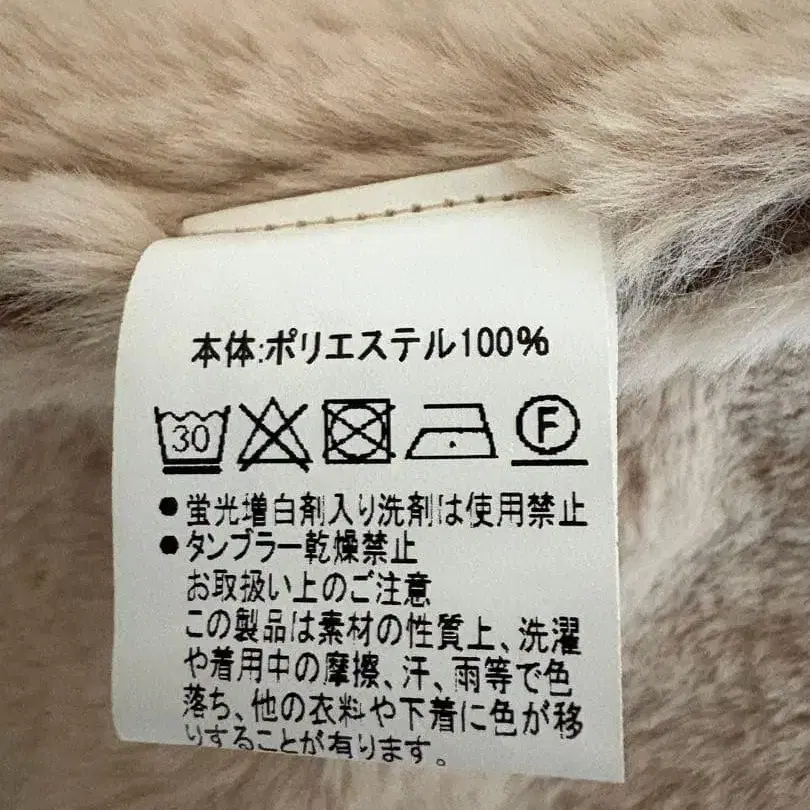 本体:ポリエステル100%
30 F
●蛍光増白剤入り洗剤は使用禁止
●タンブラー乾燥禁止
お取扱い上のご注意
この製品は素材の性質上、洗濯
や着用中の摩擦、汗、雨等で色
落ち、他の衣料や下着に色が移
りすることが有ります。